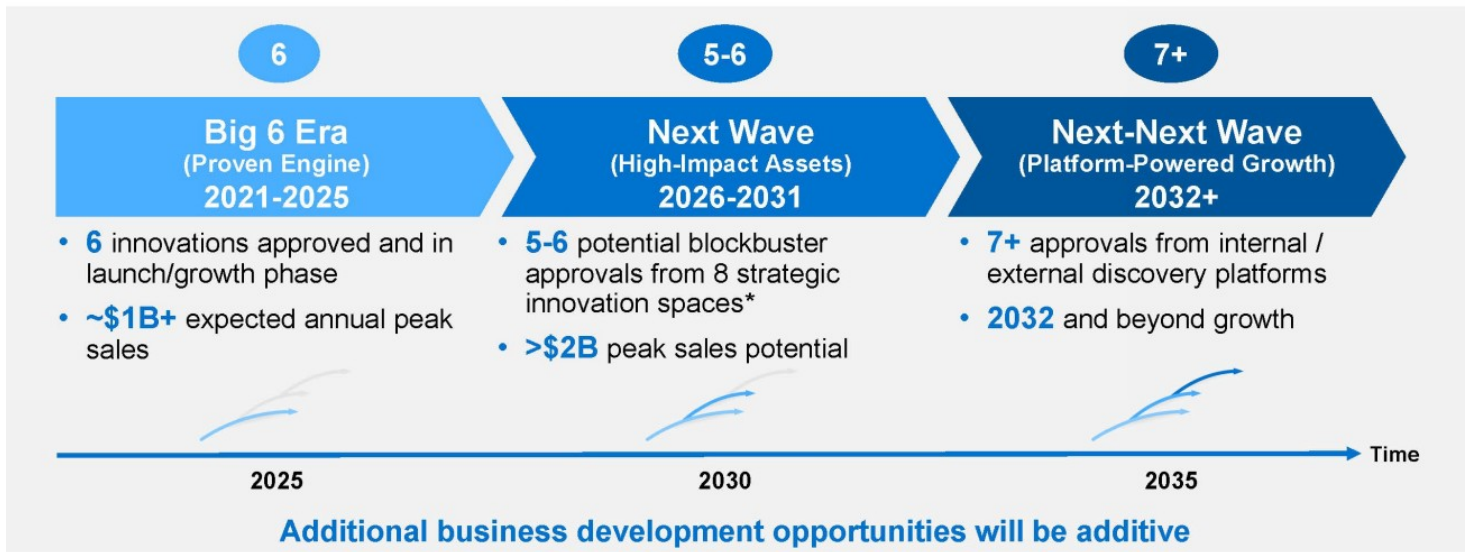 6
5-6
7+
Big 6 Era
(Proven Engine)
2021-2025
Next Wave
(High-Impact Assets)
2026-2031
Next-Next Wave
(Platform-Powered Growth)
2032+
• 6 innovations approved and in
launch/growth phase
• ~$1B+ expected annual peak
sales
• 5-6 potential blockbuster
approvals from 8 strategic
innovation spaces*
• >$2B peak sales potential
• 7+ approvals from internal /
external discovery platforms
• 2032 and beyond growth
Time
2025
2030
2035
Additional business development opportunities will be additive